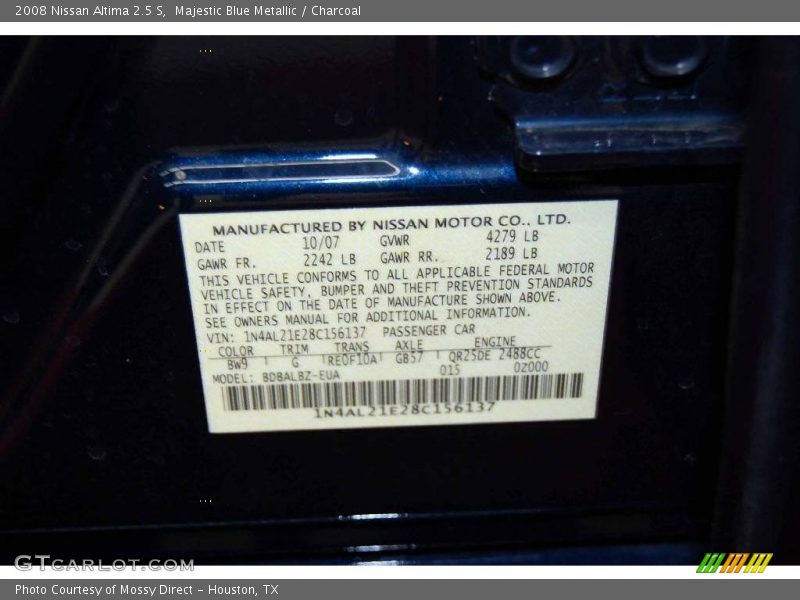 2008 Nissan Altima 2.5 S, Majestic Blue Metallic / Charcoal
MANUFACTURED BY NISSAN MOTOR CO., LTD.
DATE 10/07 GVWR 4279 LB
GAWR FR. 2242 LB GAWR RR. 2189 LB
THIS VEHICLE CONFORMS TO ALL APPLICABLE FEDERAL MOTOR
VEHICLE SAFETY, BUMPER AND THEFT PREVENTION STANDARDS
IN EFFECT ON THE DATE OF MANUFACTURE SHOWN ABOVE.
SEE OWNERS MANUAL FOR ADDITIONAL INFORMATION.
VIN: 1N4AL21E28C156137 PASSENGER CAR
COLOR TRIM TRANS AXLE ENGINE
BW9 G RE0F10A GB57 QR25DE 2488CC
MODEL: BDBALBZ-EUA 015 0Z000
1N4AL21E28C156137
GTcarlot.com
Photo Courtesy of Mossy Direct - Houston, TX